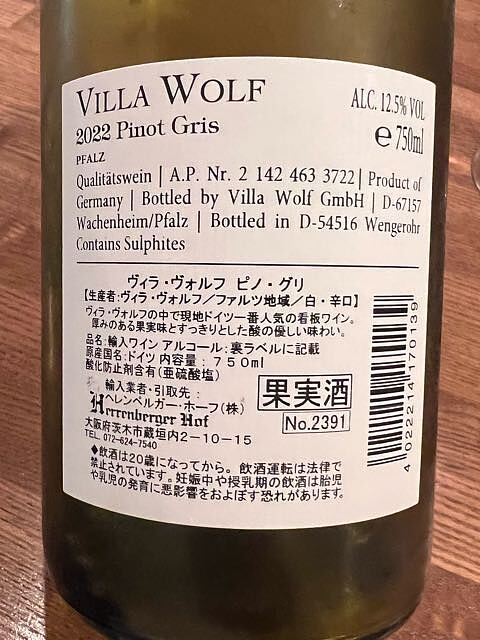 VILLA WOLF
ALC. 12.5% VOL
2022 Pinot Gris
℮ 750ml
PFALZ
Qualitätswein | A.P. Nr. 2 142 463 3722 | Product of
Germany | Bottled by Villa Wolf GmbH | D-67157
Wachenheim/Pfalz | Bottled in D-54516 Wengerohr
Contains Sulphites
ヴィラ・ヴォルフ ピノ・グリ
【生産者:ヴィラ・ヴォルフ/ファルツ地域/白・辛口】
ヴィラ・ヴォルフの中で現地ドイツ一番人気の看板ワイン。
厚みのある果実味とすっきりとした酸の優しい味わい。
品名:輸入ワイン アルコール:裏ラベルに記載
原産国名:ドイツ 内容量:750ml
酸化防止剤含有(亜硫酸塩)
輸入業者・引取先:
ヘレンベルガー・ホーフ(株)
Herrenberger Hof
大阪府茨木市蔵垣内2-10-15
TEL. 072-624-7540
果実酒
No.2391
◆飲酒は20歳になってから。飲酒運転は法律で
禁止されています。妊娠中や授乳期の飲酒は胎児
や乳児の発育に悪影響をおよぼす恐れがあります。
4 022214 170139